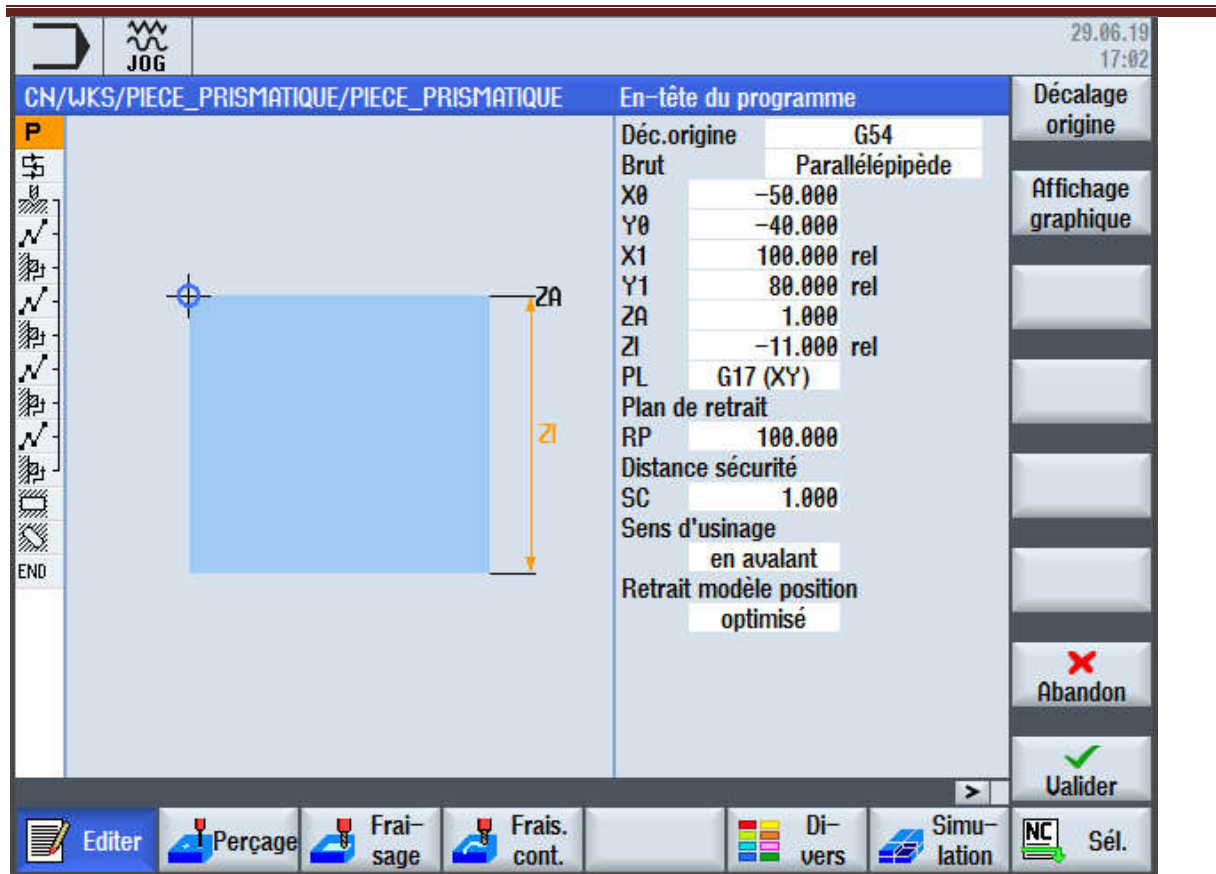 29.06.19
17:02
JOG
CN/WKS/PIECE_PRISMATIQUE/PIECE_PRISMATIQUE
En-tête du programme
Décalage
origine
P
Déc.origine G54
Brut Parallélépipède
X0 -50.000
Y0 -40.000
X1 100.000 rel
Y1 80.000 rel
ZA 1.000
ZI -11.000 rel
PL G17 (XY)
Plan de retrait
RP 100.000
Distance sécurité
SC 1.000
Sens d'usinage
en avalant
Retrait modèle position
optimisé
Affichage
graphique
ZA
ZI
END
Abandon
Valider
>
Editer
Perçage
Frai-
sage
Frais.
cont.
Di-
vers
Simu-
lation
NC
Sél.